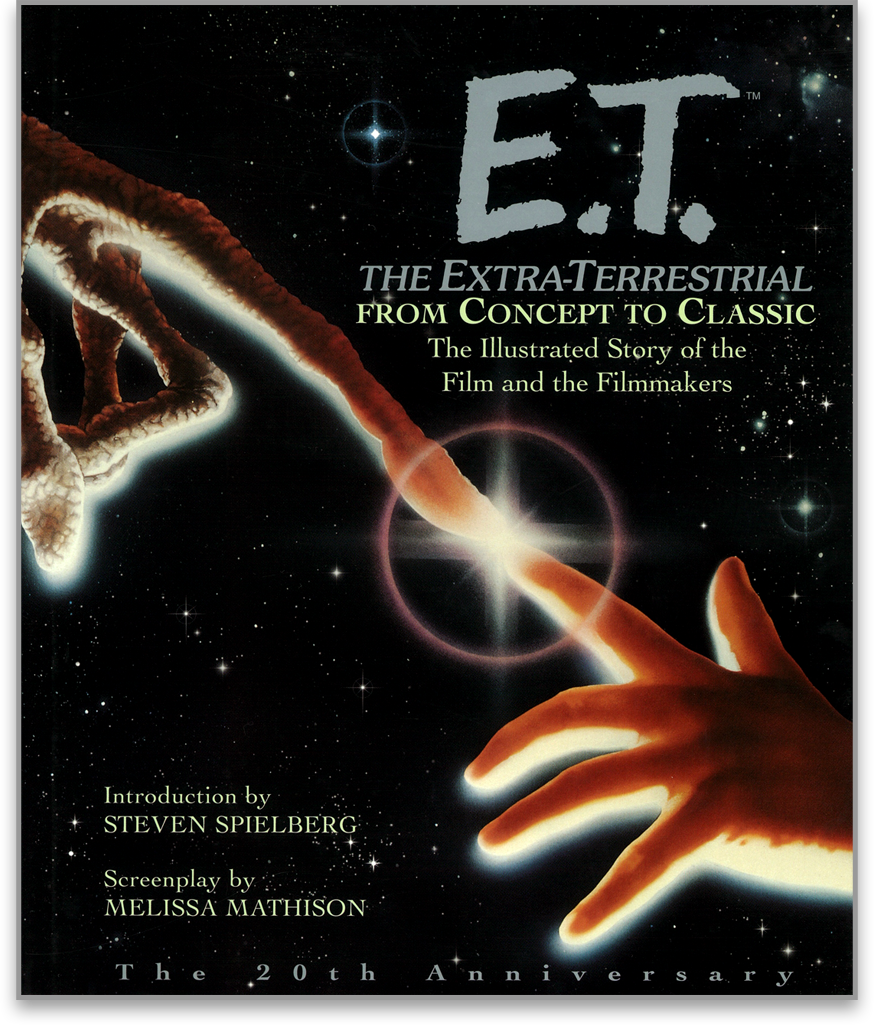 E.T.™
THE EXTRA-TERRESTRIAL
FROM CONCEPT TO CLASSIC
The Illustrated Story of the
Film and the Filmmakers
Introduction by
STEVEN SPIELBERG
Screenplay by
MELISSA MATHISON
The 20th Anniversary